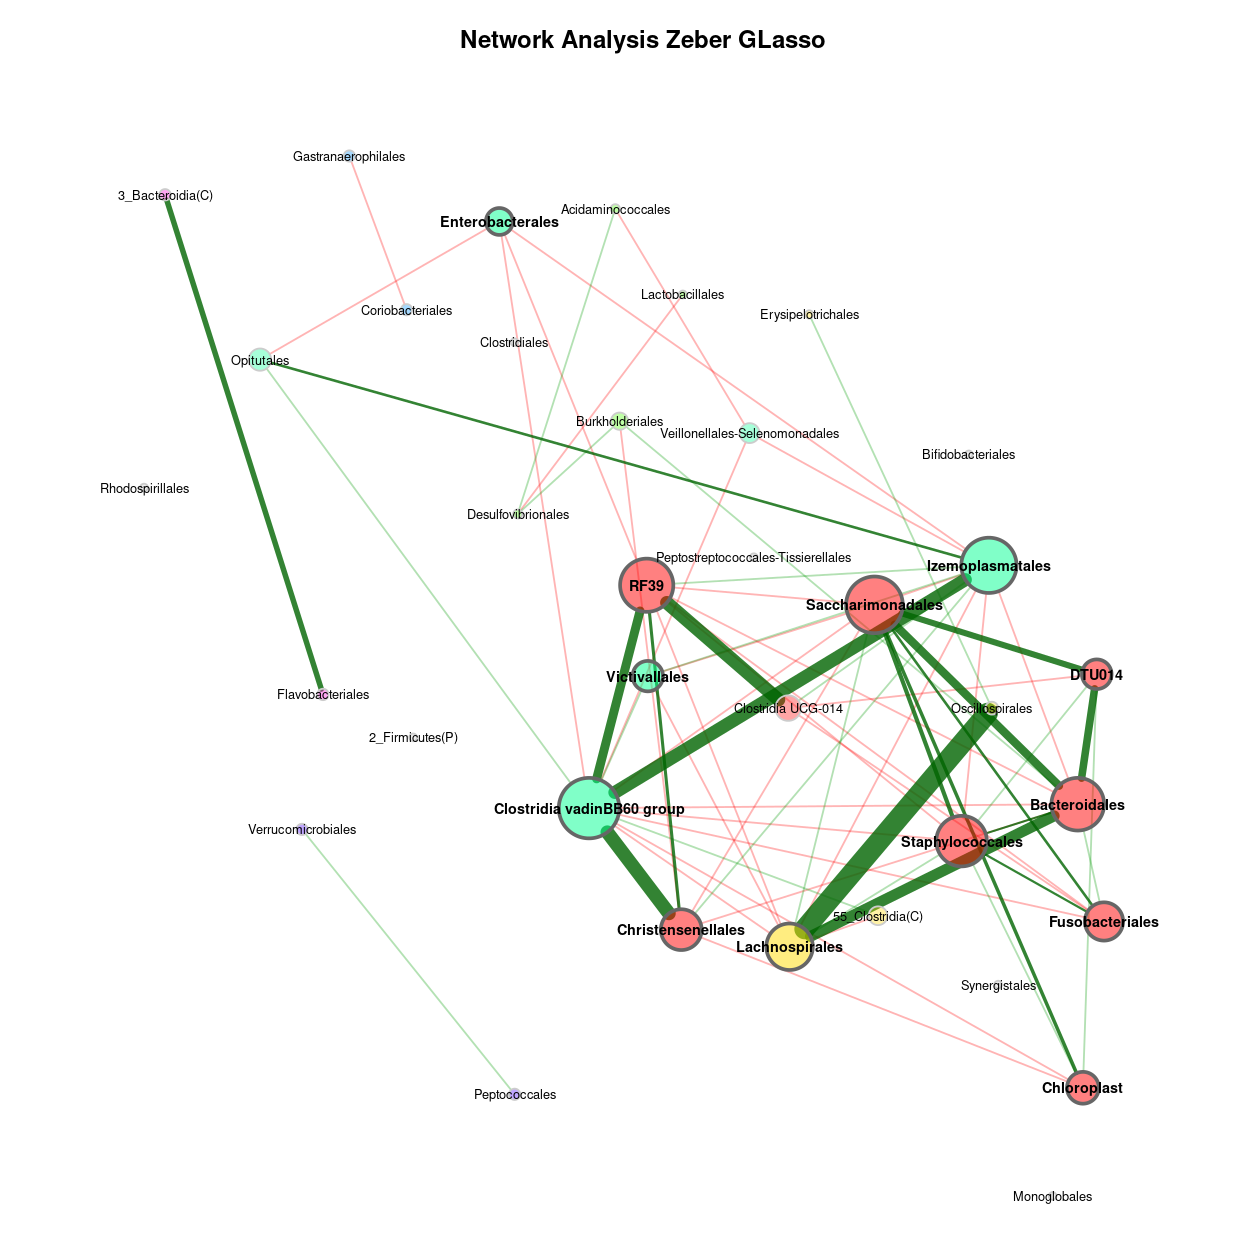 Network Analysis Zeber GLasso
Gastranaerophilales
3_Bacteroidia(C)
Acidaminococcales
Enterobacterales
Lactobacillales
Coriobacteriales
Erysipelotrichales
Clostridiales
Opitutales
Burkholderiales
Veillonellales-Selenomonadales
Bifidobacteriales
Rhodospirillales
Desulfovibrionales
Peptostreptococcales-Tissierellales
Izemoplasmatales
RF39
Saccharimonadales
DTU014
Victivallales
Flavobacteriales
Clostridia UCG-014
Oscillospirales
2_Firmicutes(P)
Bacteroidales
Clostridia vadinBB60 group
Verrucomicrobiales
Staphylococcales
55_Clostridia(C)
Fusobacteriales
Christensenellales
Lachnospirales
Synergistales
Chloroplast
Peptococcales
Monoglobales